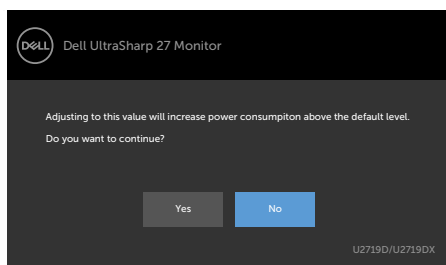 DELL
Dell UltraSharp 27 Monitor
Adjusting to this value will increase power consumpiton above the default level.
Do you want to continue?
Yes
No
U2719D/U2719DX